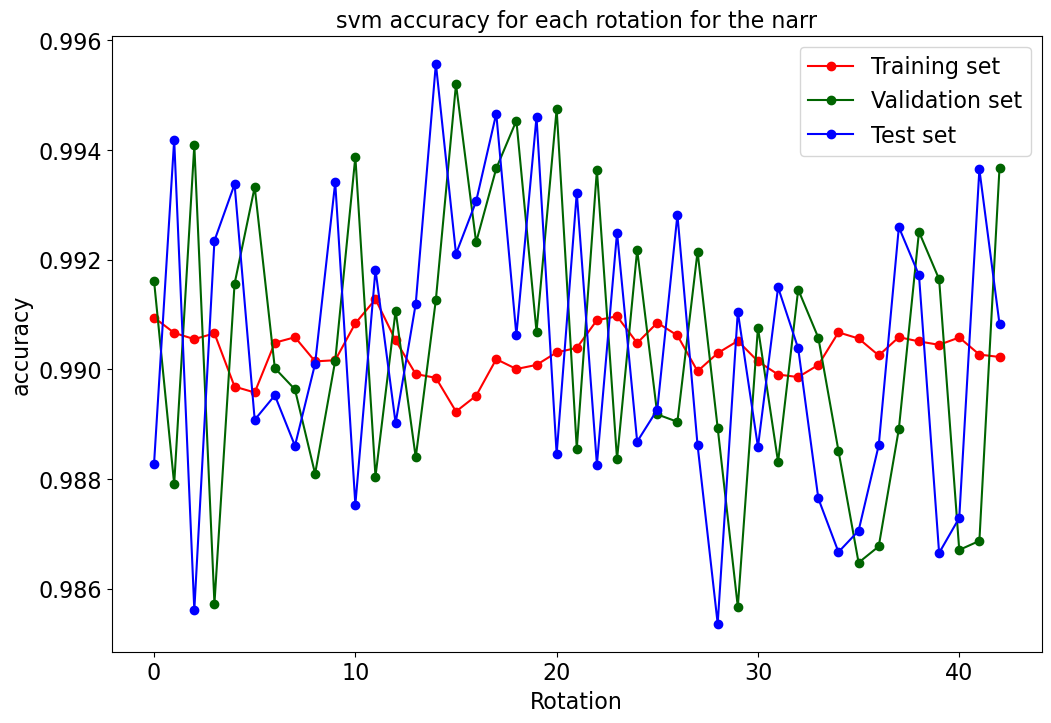 svm accuracy for each rotation for the narr
0.996
0.994
0.992
0.990
0.988
0.986
accuracy
Training set
Validation set
Test set
0 10 20 30 40
Rotation